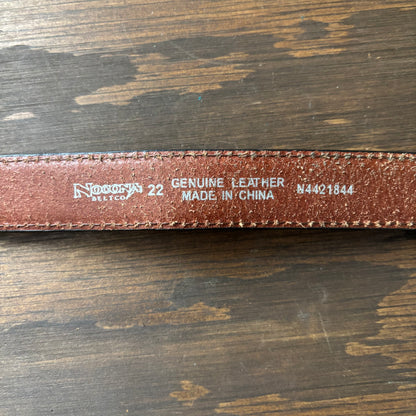 NOCONA
BELT CO
22
GENUINE LEATHER
MADE IN CHINA
N4421844